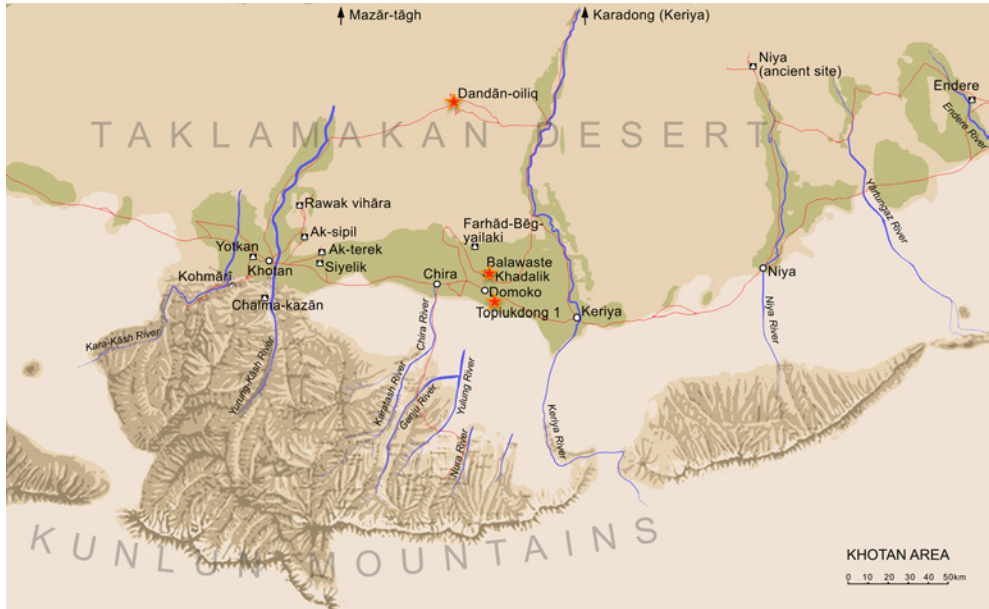 Mazār-tāgh
Karadong (Keriya)
Niya
(ancient site)
Endere
Dandān-oiliq
Endere River
TAKLAMAKAN DESERT
Yārtungaz River
Rawak vihāra
Ak-sipil
Farhād-Bēg-
yailaki
Yotkan
Ak-terek
Khotan
Siyelik
Balawaste
Khadalik
Kohmārī
Chira
Niya
Domoko
Chalma-kazān
Topiukdong 1
Keriya
Kara-Kāsh River
Chira River
Niya River
Yurung-Kāsh River
Karatash River
Genju River
Yulung River
Keriya River
Nura River
KUNLUN MOUNTAINS
KHOTAN AREA
0 10 20 30 40 50km